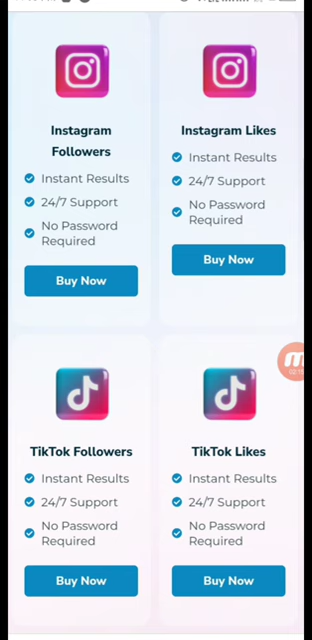 Instagram
Followers
Instant Results
24/7 Support
No Password
Required
Buy Now
Instagram Likes
Instant Results
24/7 Support
No Password
Required
Buy Now
TikTok Followers
Instant Results
24/7 Support
No Password
Required
Buy Now
TikTok Likes
Instant Results
24/7 Support
No Password
Required
Buy Now